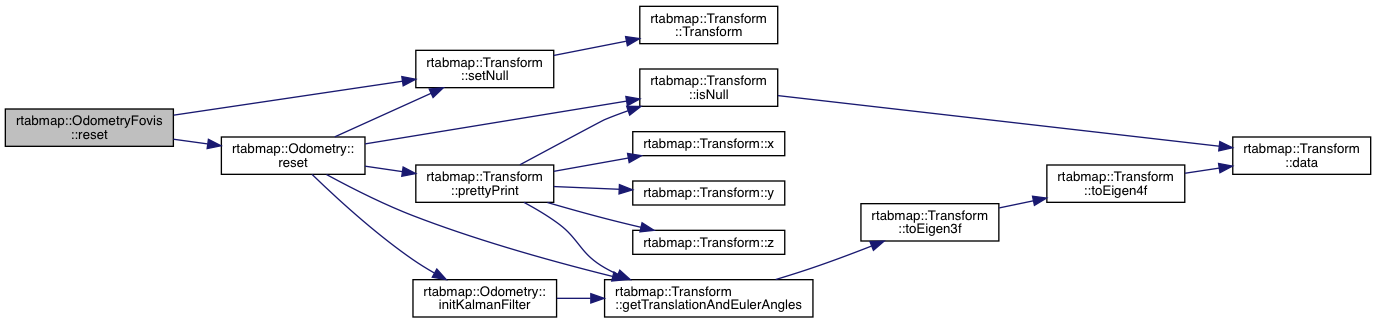 rtabmap::OdometryFovis
::reset
rtabmap::Odometry::
reset
rtabmap::Transform
::setNull
rtabmap::Transform
::prettyPrint
rtabmap::Odometry::
initKalmanFilter
rtabmap::Transform
::Transform
rtabmap::Transform
::isNull
rtabmap::Transform::x
rtabmap::Transform::y
rtabmap::Transform::z
rtabmap::Transform
::getTranslationAndEulerAngles
rtabmap::Transform
::toEigen3f
rtabmap::Transform
::toEigen4f
rtabmap::Transform
::data